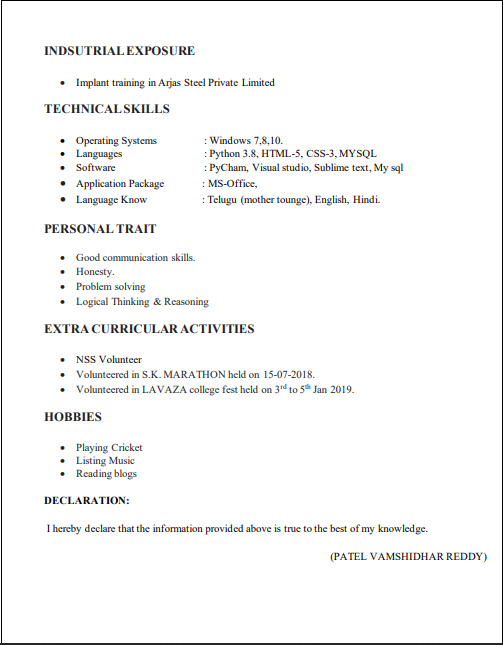 INDSUTRIAL EXPOSURE
• Implant training in Arjas Steel Private Limited
TECHNICAL SKILLS
• Operating Systems : Windows 7,8,10.
• Languages : Python 3.8, HTML-5, CSS-3, MYSQL
• Software : PyCham, Visual studio, Sublime text, My sql
• Application Package : MS-Office,
• Language Know : Telugu (mother tounge), English, Hindi.
PERSONAL TRAIT
• Good communication skills.
• Honesty.
• Problem solving
• Logical Thinking & Reasoning
EXTRA CURRICULAR ACTIVITIES
• NSS Volunteer
• Volunteered in S.K. MARATHON held on 15-07-2018.
• Volunteered in LAVAZA college fest held on 3rd to 5th Jan 2019.
HOBBIES
• Playing Cricket
• Listing Music
• Reading blogs
DECLARATION:
I hereby declare that the information provided above is true to the best of my knowledge.
(PATEL VAMSHIDHAR REDDY)